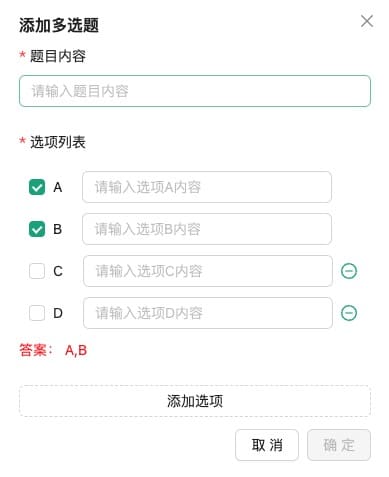 添加多选题
* 题目内容
请输入题目内容
* 选项列表
A 请输入选项A内容
B 请输入选项B内容
C 请输入选项C内容
D 请输入选项D内容
答案： A,B
添加选项
取 消 确 定